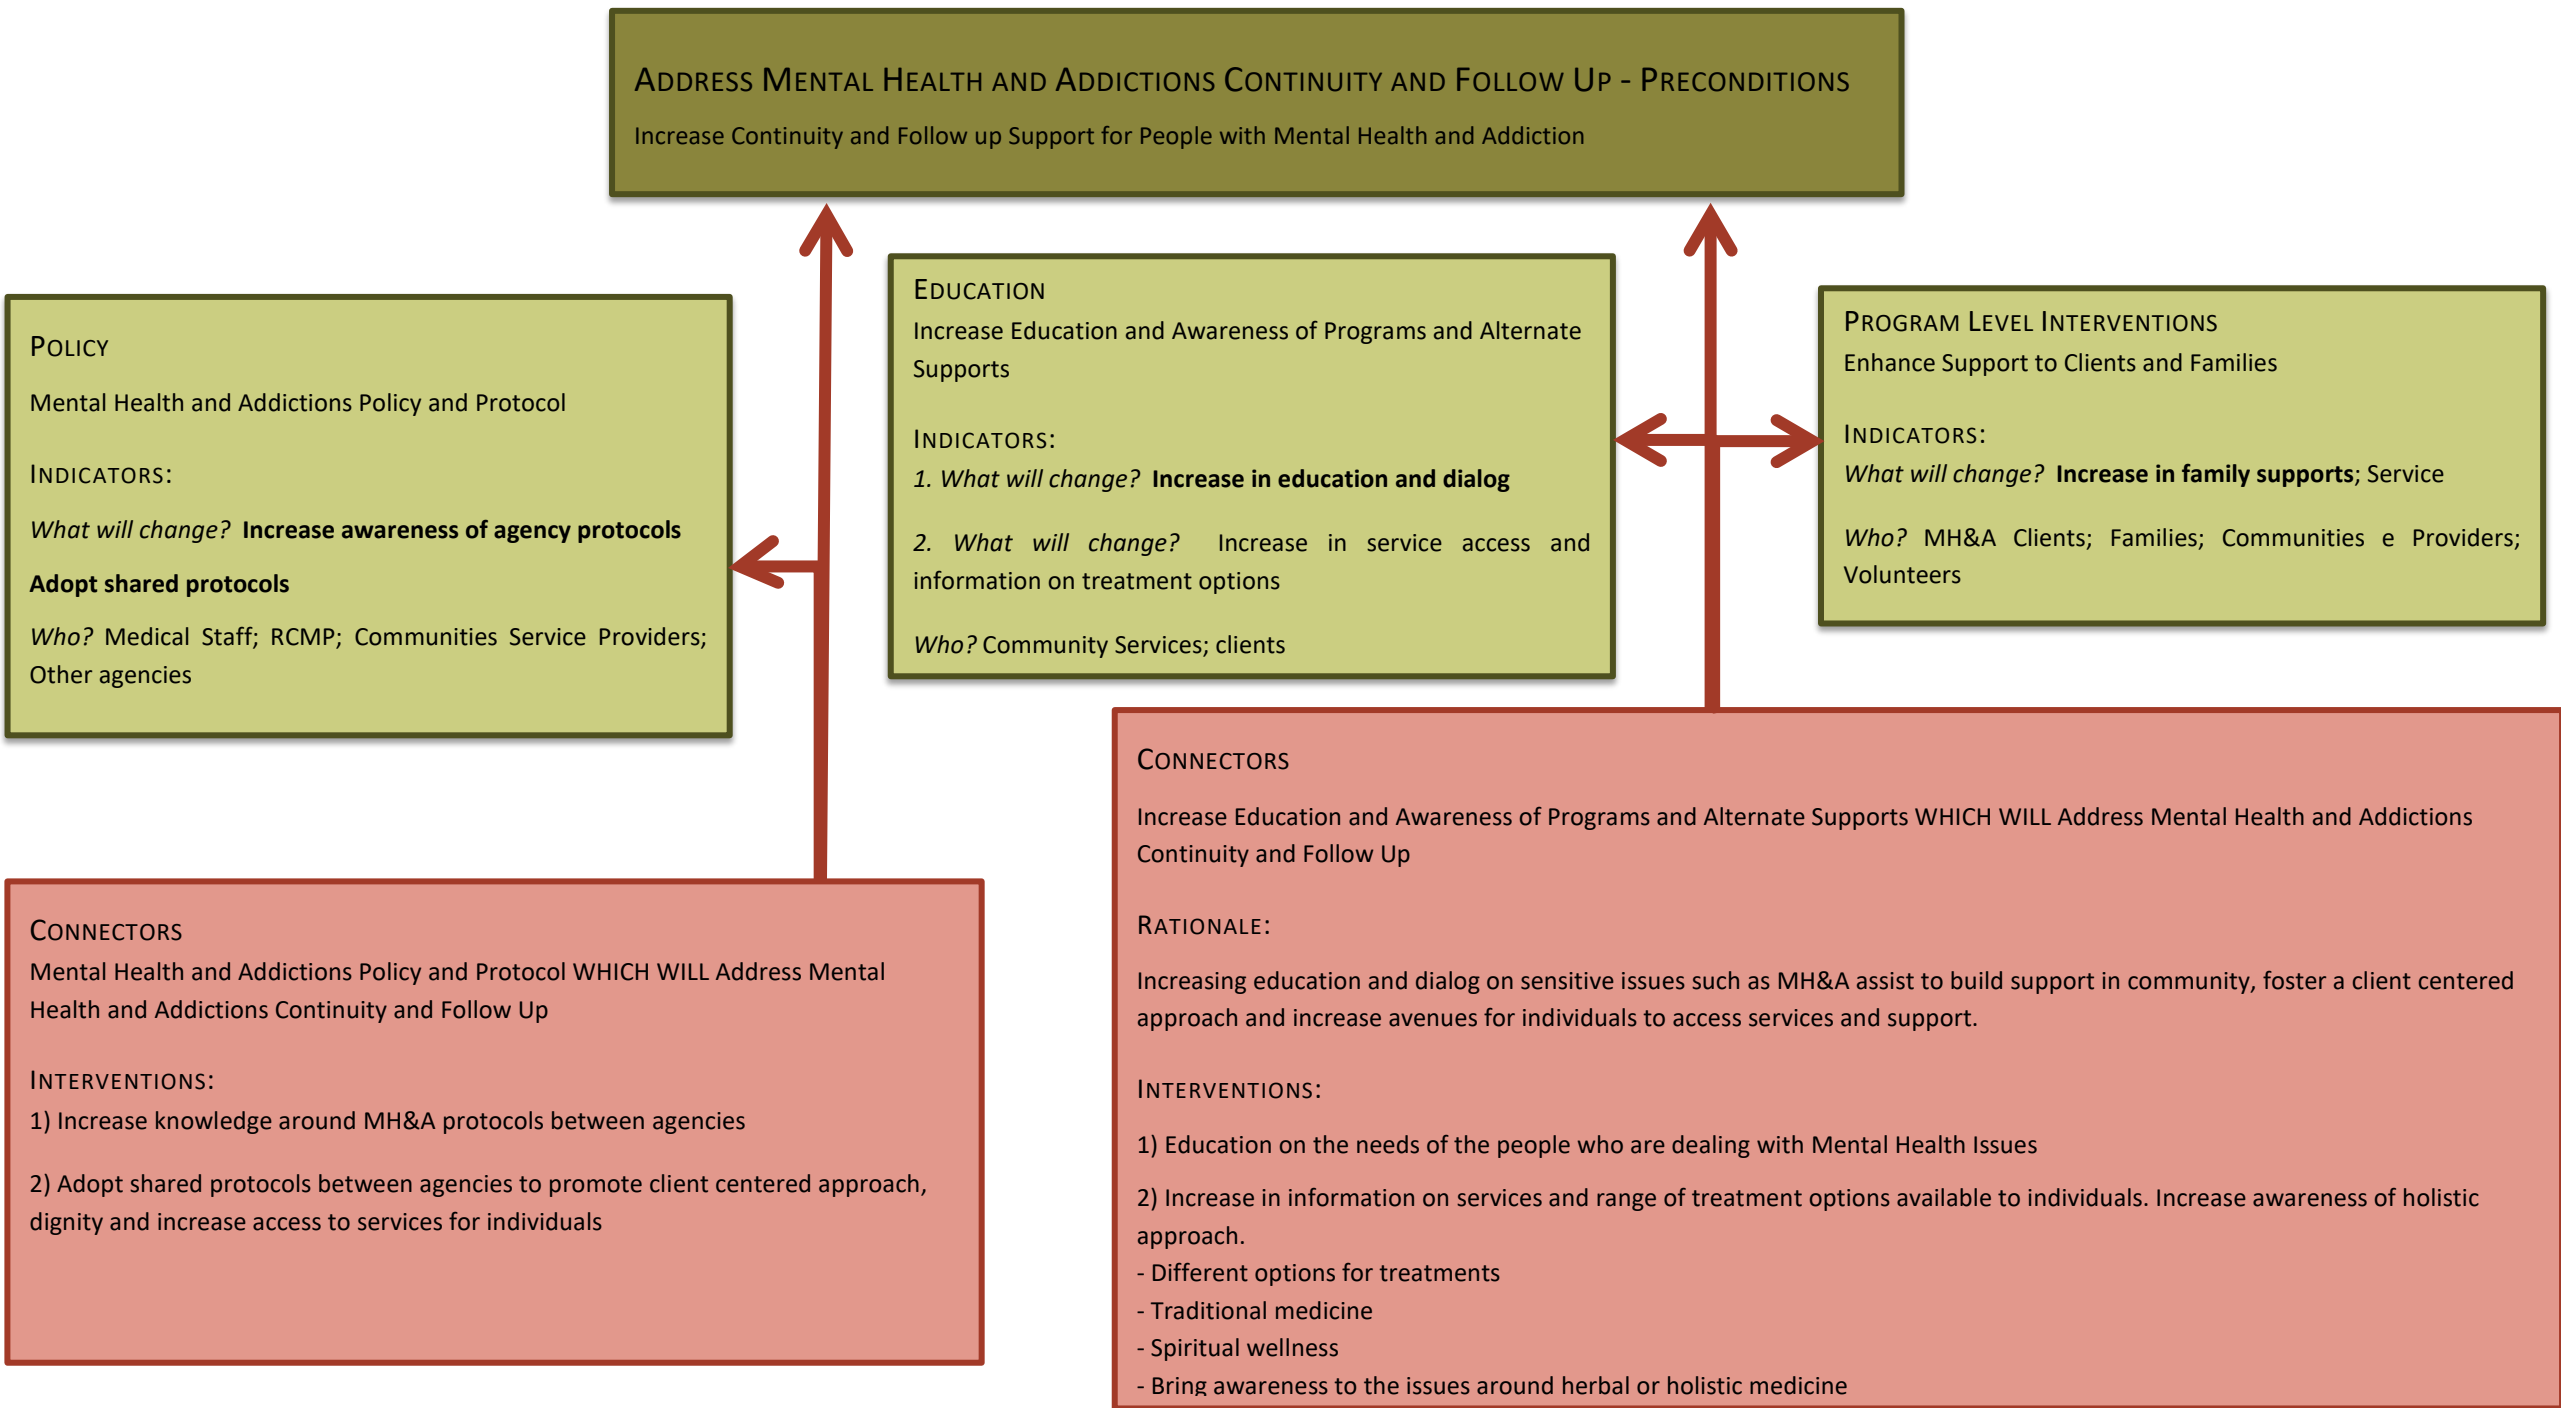 ADDRESS MENTAL HEALTH AND ADDICTIONS CONTINUITY AND FOLLOW UP - PRECONDITIONS
Increase Continuity and Follow up Support for People with Mental Health and Addiction
POLICY
Mental Health and Addictions Policy and Protocol
INDICATORS:
What will change? Increase awareness of agency protocols
Adopt shared protocols
Who? Medical Staff; RCMP; Communities Service Providers;
Other agencies
EDUCATION
Increase Education and Awareness of Programs and Alternate
Supports
INDICATORS:
1. What will change? Increase in education and dialog
2. What will change? Increase in service access and
information on treatment options
Who? Community Services; clients
PROGRAM LEVEL INTERVENTIONS
Enhance Support to Clients and Families
INDICATORS:
What will change? Increase in family supports; Service
Who? MH&A Clients; Families; Communities e Providers;
Volunteers
CONNECTORS
Mental Health and Addictions Policy and Protocol WHICH WILL Address Mental
Health and Addictions Continuity and Follow Up
INTERVENTIONS:
1) Increase knowledge around MH&A protocols between agencies
2) Adopt shared protocols between agencies to promote client centered approach,
dignity and increase access to services for individuals
CONNECTORS
Increase Education and Awareness of Programs and Alternate Supports WHICH WILL Address Mental Health and Addictions
Continuity and Follow Up
RATIONALE:
Increasing education and dialog on sensitive issues such as MH&A assist to build support in community, foster a client centered
approach and increase avenues for individuals to access services and support.
INTERVENTIONS:
1) Education on the needs of the people who are dealing with Mental Health Issues
2) Increase in information on services and range of treatment options available to individuals. Increase awareness of holistic
approach.
- Different options for treatments
- Traditional medicine
- Spiritual wellness
- Bring awareness to the issues around herbal or holistic medicine